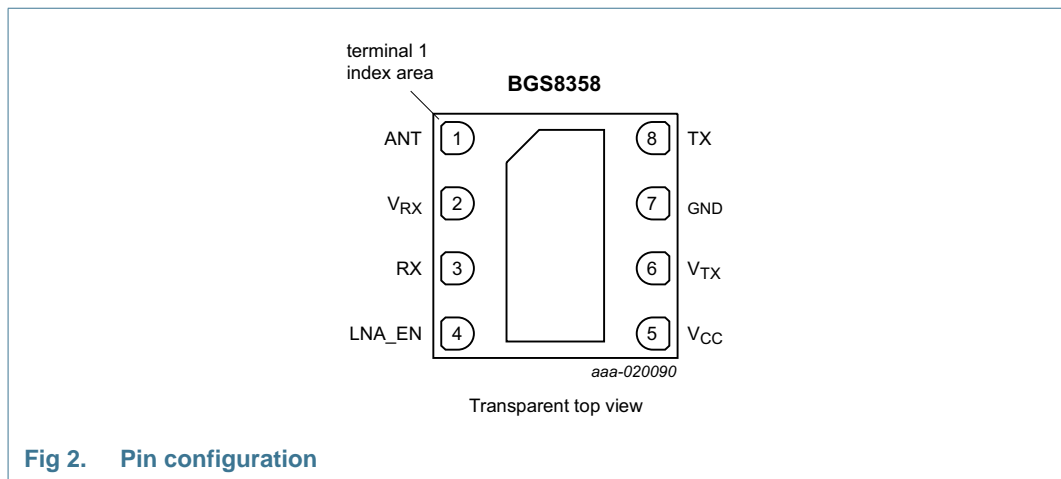 terminal 1
index area
BGS8358
ANT 1 8 TX
VRX 2 7 GND
RX 3 6 VTX
LNA_EN 4 5 VCC
aaa-020090
Transparent top view
Fig 2. Pin configuration